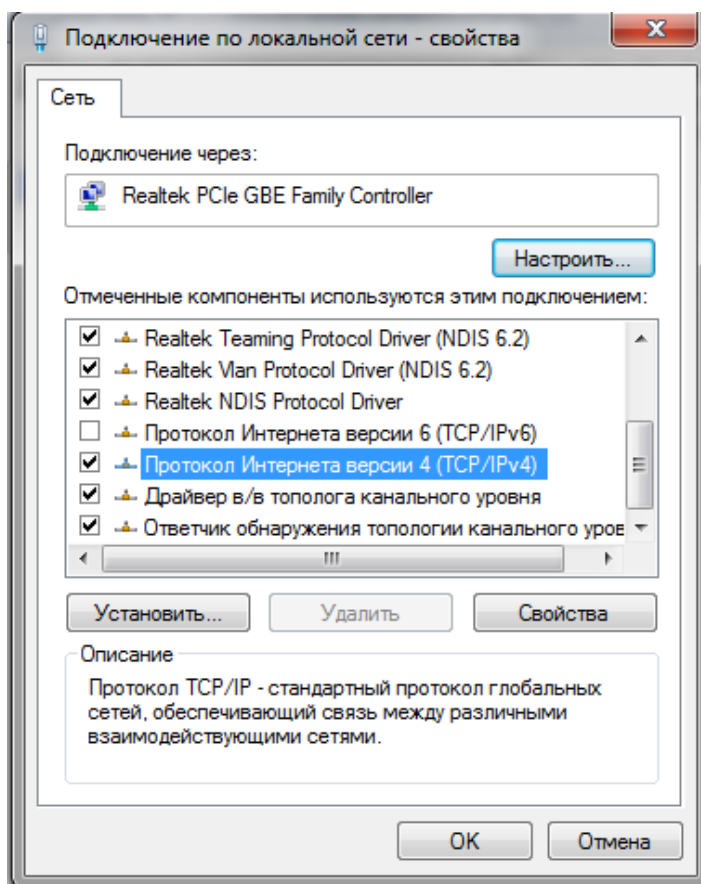 Подключение по локальной сети - свойства
Сеть
Подключение через:
Realtek PCIe GBE Family Controller
Настроить...
Отмеченные компоненты используются этим подключением:
Realtek Teaming Protocol Driver (NDIS 6.2)
Realtek Vlan Protocol Driver (NDIS 6.2)
Realtek NDIS Protocol Driver
Протокол Интернета версии 6 (TCP/IPv6)
Протокол Интернета версии 4 (TCP/IPv4)
Драйвер в/в тополога канального уровня
Ответчик обнаружения топологии канального уров
Установить...
Удалить
Свойства
Описание
Протокол TCP/IP - стандартный протокол глобальных
сетей, обеспечивающий связь между различными
взаимодействующими сетями.
OK
Отмена